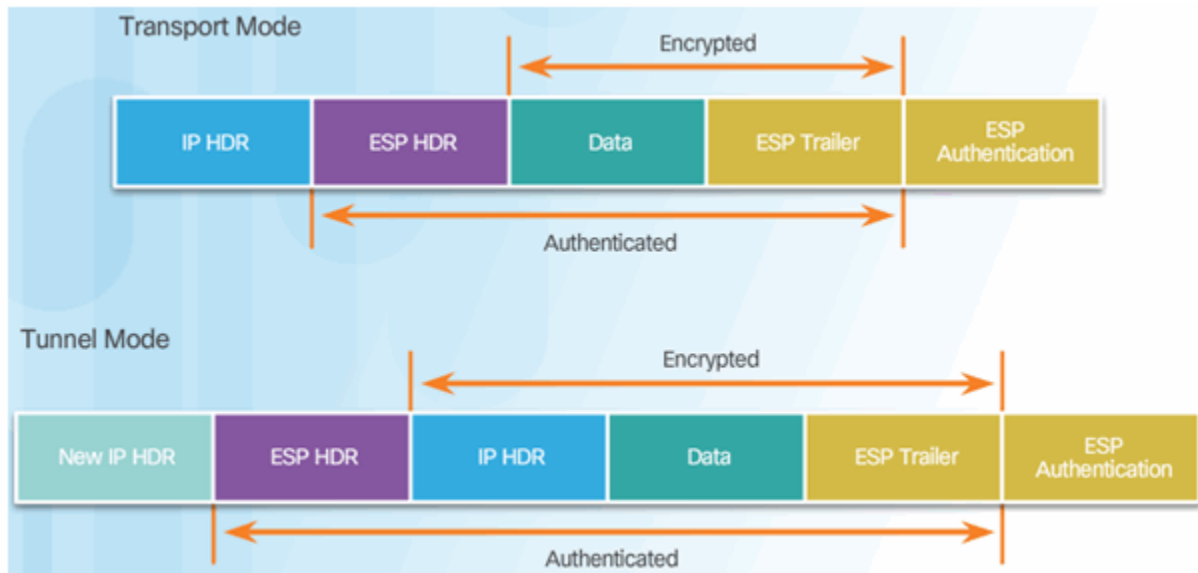 Transport Mode
Encrypted
IP HDR
ESP HDR
Data
ESP Trailer
ESP
Authentication
Authenticated
Tunnel Mode
Encrypted
New IP HDR
ESP HDR
IP HDR
Data
ESP Trailer
ESP
Authentication
Authenticated